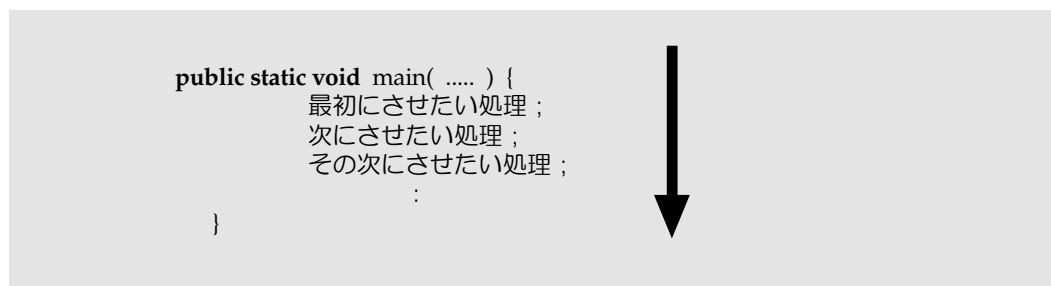 public static void main( ..... ) {
最初にさせたい処理 ;
次にさせたい処理 ;
その次にさせたい処理 ;
:
}